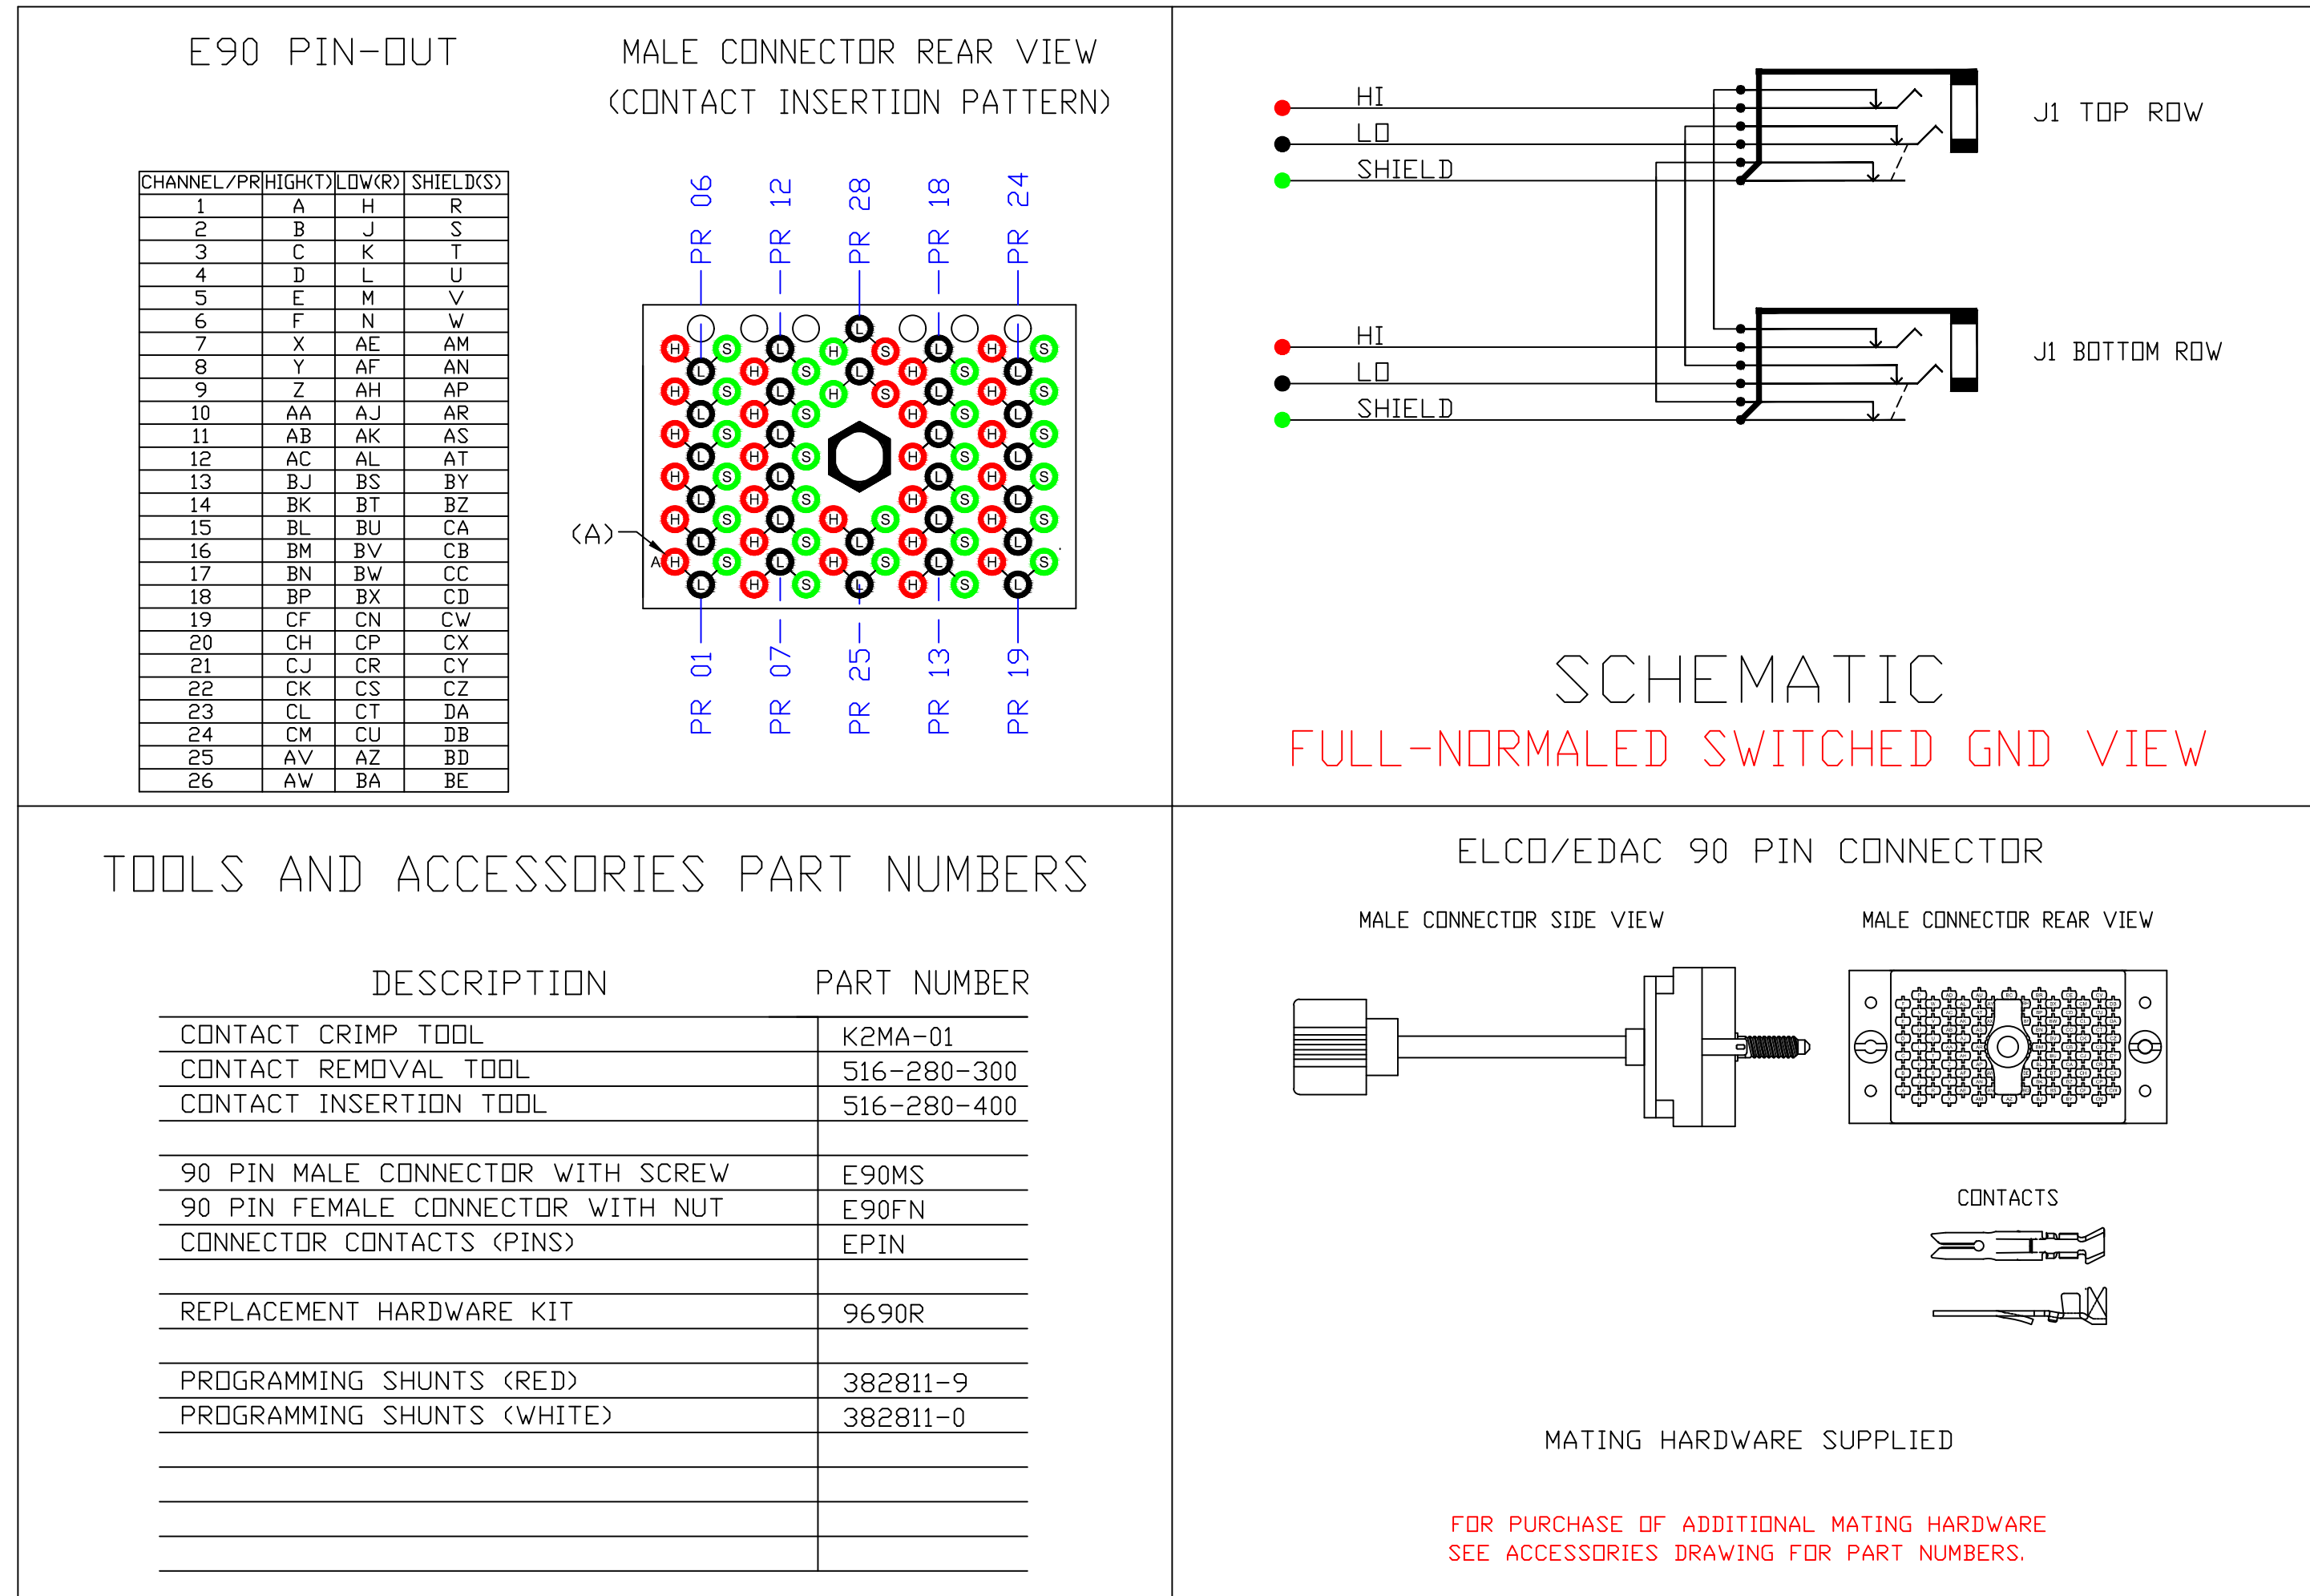 E90 PIN-OUT
MALE CONNECTOR REAR VIEW
(CONTACT INSERTION PATTERN)
CHANNEL/PR HIGH(T) LOW(R) SHIELD(S)
1 A H R
2 B J S
3 C K T
4 D L U
5 E M V
6 F N W
7 X AE AM
8 Y AF AN
9 Z AH AP
10 AA AJ AR
11 AB AK AS
12 AC AL AT
13 BJ BS BY
14 BK BT BZ
15 BL BU CA
16 BM BV CB
17 BN BW CC
18 BP BX CD
19 CF CN CW
20 CH CP CX
21 CJ CR CY
22 CK CS CZ
23 CL CT DA
24 CM CU DB
25 AV AZ BD
26 AW BA BE
PR 06
PR 12
PR 28
PR 18
PR 24
(A)
A
PR 01
PR 07
PR 25
PR 13
PR 19
HI
LO
SHIELD
J1 TOP ROW
HI
LO
SHIELD
J1 BOTTOM ROW
SCHEMATIC
FULL-NORMALED SWITCHED GND VIEW
TOOLS AND ACCESSORIES PART NUMBERS
DESCRIPTION PART NUMBER
CONTACT CRIMP TOOL K2MA-01
CONTACT REMOVAL TOOL 516-280-300
CONTACT INSERTION TOOL 516-280-400
90 PIN MALE CONNECTOR WITH SCREW E90MS
90 PIN FEMALE CONNECTOR WITH NUT E90FN
CONNECTOR CONTACTS (PINS) EPIN
REPLACEMENT HARDWARE KIT 9690R
PROGRAMMING SHUNTS (RED) 382811-9
PROGRAMMING SHUNTS (WHITE) 382811-0
ELCO/EDAC 90 PIN CONNECTOR
MALE CONNECTOR SIDE VIEW
MALE CONNECTOR REAR VIEW
CONTACTS
MATING HARDWARE SUPPLIED
FOR PURCHASE OF ADDITIONAL MATING HARDWARE
SEE ACCESSORIES DRAWING FOR PART NUMBERS.